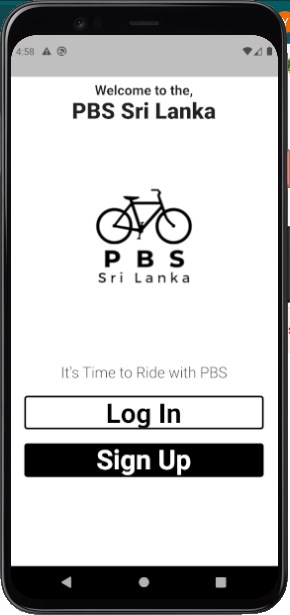 4:58
Welcome to the,
PBS Sri Lanka
P B S
Sri Lanka
It's Time to Ride with PBS
Log In
Sign Up